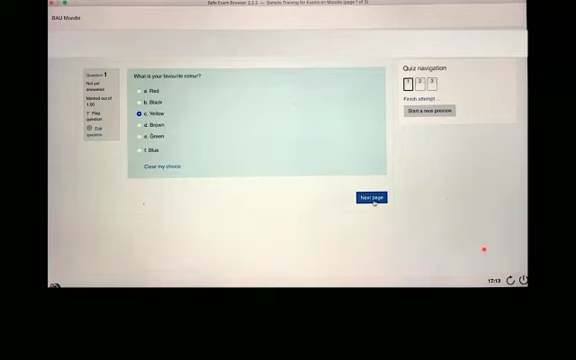 Safe Exam Browser 2.2.2 — Sample Training for Exams on Moodle (page 1 of 3)
BAU Moodle
Question 1
Not yet
answered
Marked out of
1.00
Flag
question
Edit
question
What is your favourite colour?
a. Red
b. Black
c. Yellow
d. Brown
e. Green
f. Blue
Clear my choice
Next page
Quiz navigation
1 2 3
Finish attempt ...
Start a new preview
17:13